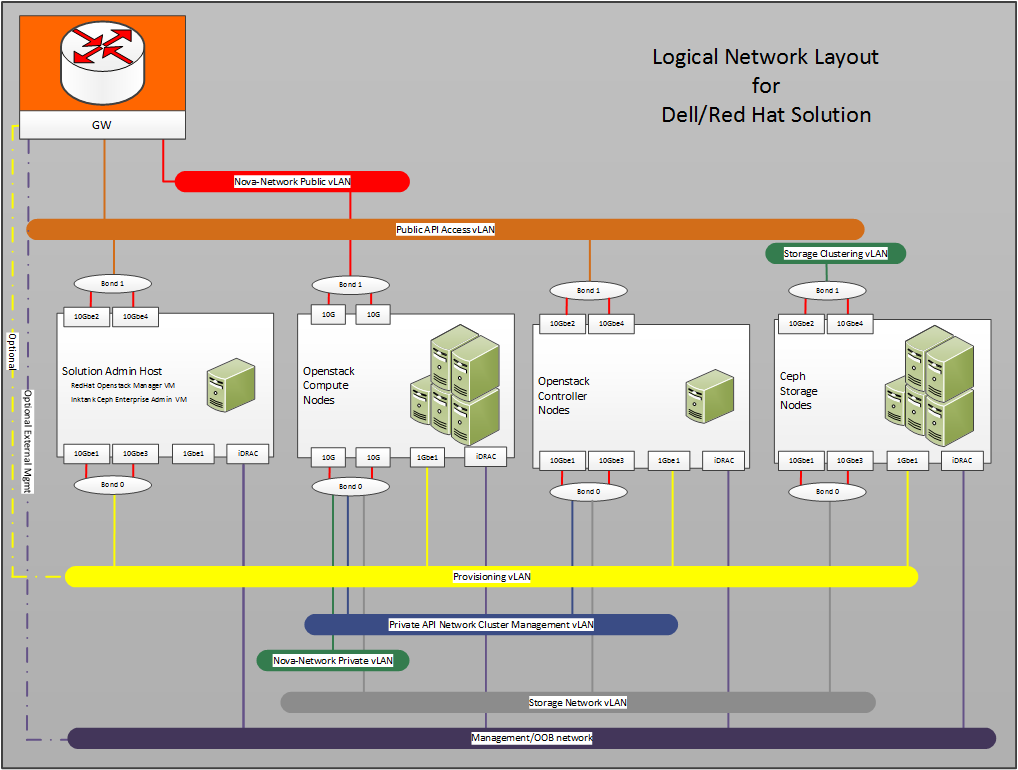 Logical Network Layout
for
Dell/Red Hat Solution
GW
Nova-Network Public vLAN
Public API Access vLAN
Storage Clustering vLAN
Bond 1
Bond 1
Bond 1
Bond 1
10Gbe2
10Gbe4
10G
10G
10Gbe2
10Gbe4
10Gbe2
10Gbe4
Optional
Optional External Mgmt
Solution Admin Host
RedHat Openstack Manager VM
Inktank Ceph Enterprise Admin VM
Openstack
Compute
Nodes
Openstack
Controller
Nodes
Ceph
Storage
Nodes
10Gbe1
10Gbe3
1Gbe1
iDRAC
10G
10G
1Gbe1
iDRAC
10Gbe1
10Gbe3
1Gbe1
iDRAC
10Gbe1
10Gbe3
1Gbe1
iDRAC
Bond 0
Bond 0
Bond 0
Bond 0
Provisioning vLAN
Private API Network Cluster Management vLAN
Nova-Network Private vLAN
Storage Network vLAN
Management/OOB network